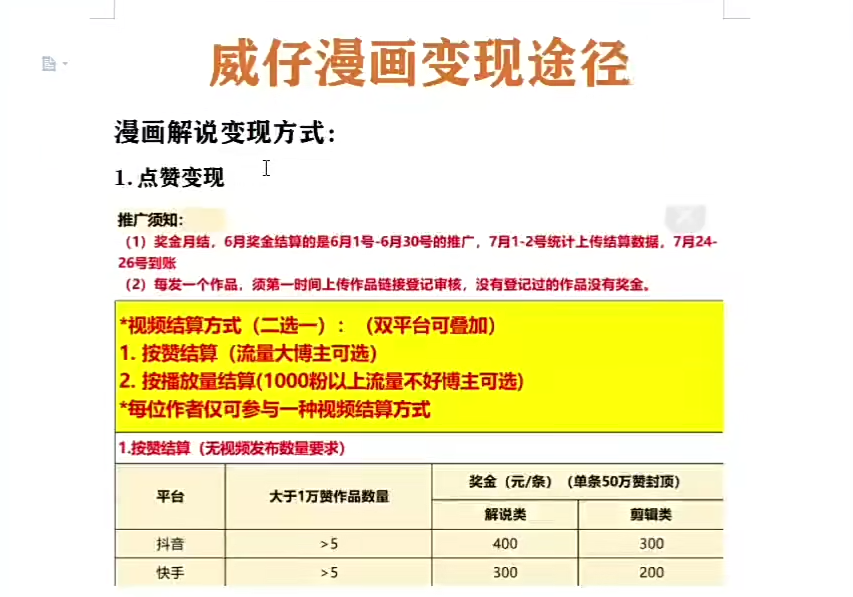 威仔漫画变现途径
漫画解说变现方式：
1. 点赞变现
推广须知：
（1）奖金月结，6月奖金结算的是6月1号-6月30号的推广，7月1-2号统计上传结算数据，7月24-
26号到账
（2）每发一个作品，须第一时间上传作品链接登记审核，没有登记过的作品没有奖金。
*视频结算方式（二选一）：（双平台可叠加）
1. 按赞结算（流量大博主可选）
2. 按播放量结算(1000粉以上流量不好博主可选)
*每位作者仅可参与一种视频结算方式
1.按赞结算（无视频发布数量要求）
平台 大于1万赞作品数量 奖金（元/条）（单条50万赞封顶）
解说类 剪辑类
抖音 >5 400 300
快手 >5 300 200